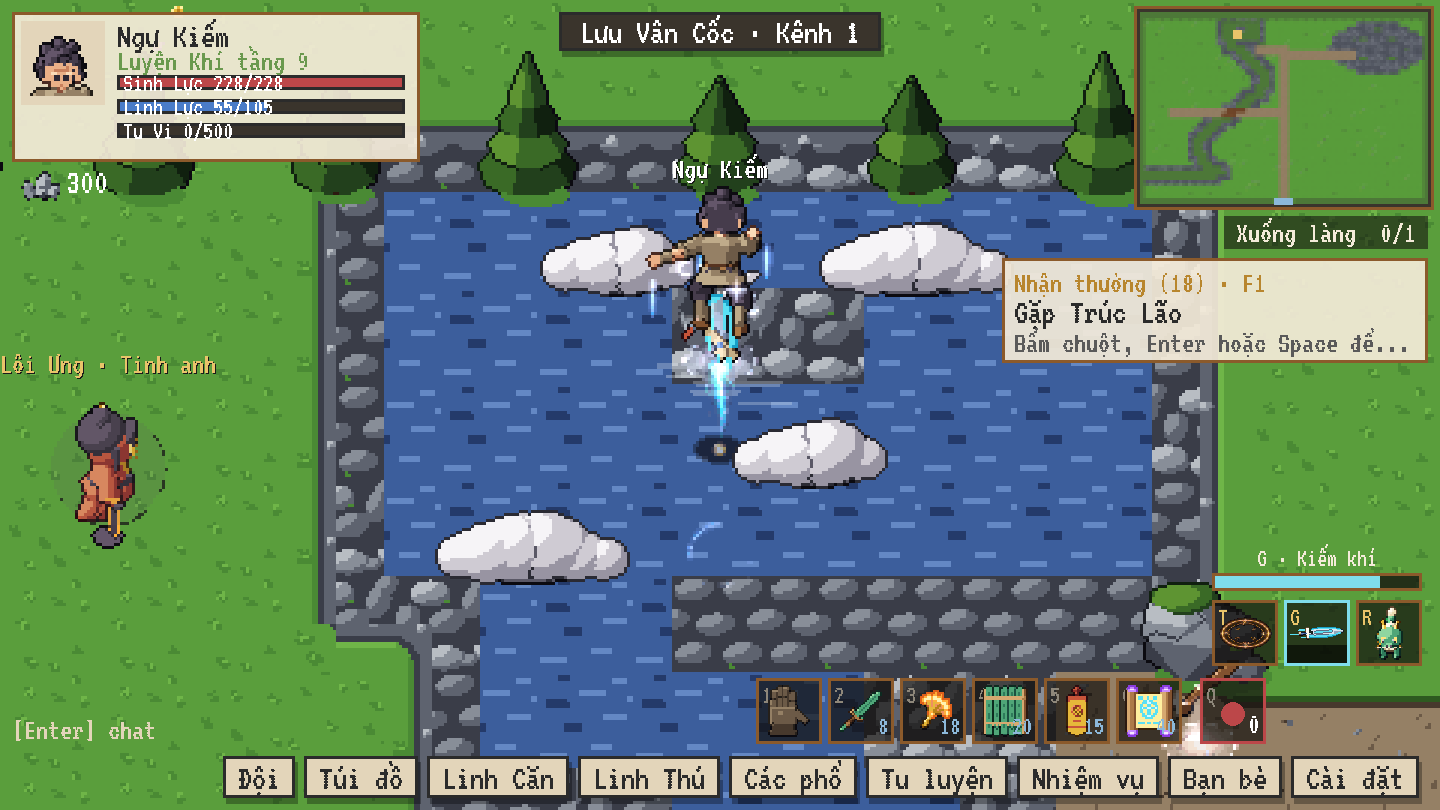 Ngự Kiếm
Luyện Khí tầng 9
Sinh Lực 228/228
Linh Lực 55/105
Tu Vi 0/500
300
Lưu Vân Cốc · Kênh 1
Ngự Kiếm
Xuống làng 0/1
Nhận thưởng (18) · F1
Gặp Trúc Lão
Bấm chuột, Enter hoặc Space để...
Lôi Ưng · Tinh anh
G · Kiếm khí
T G R
1 2 3 4 5 Q
8 18 20 15 0
[Enter] chat
Đội Túi đồ Linh Căn Linh Thú Các phổ Tu luyện Nhiệm vụ Bạn bè Cài đặt